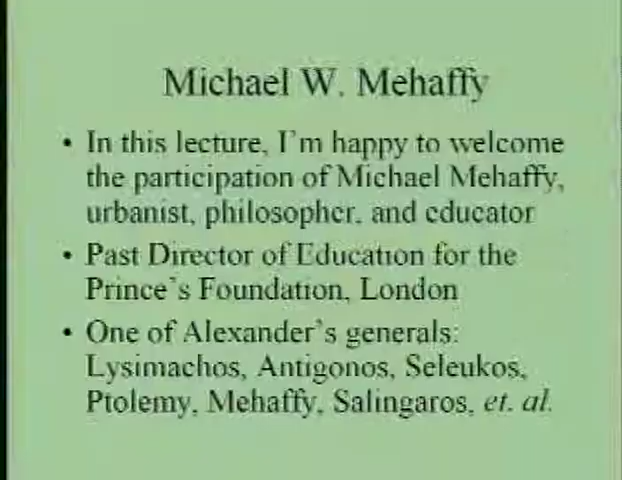 Michael W. Mehaffy
• In this lecture, I'm happy to welcome
the participation of Michael Mehaffy,
urbanist, philosopher, and educator
• Past Director of Education for the
Prince's Foundation, London
• One of Alexander's generals:
Lysimachos, Antigonos, Seleukos,
Ptolemy, Mehaffy, Salingaros, et. al.